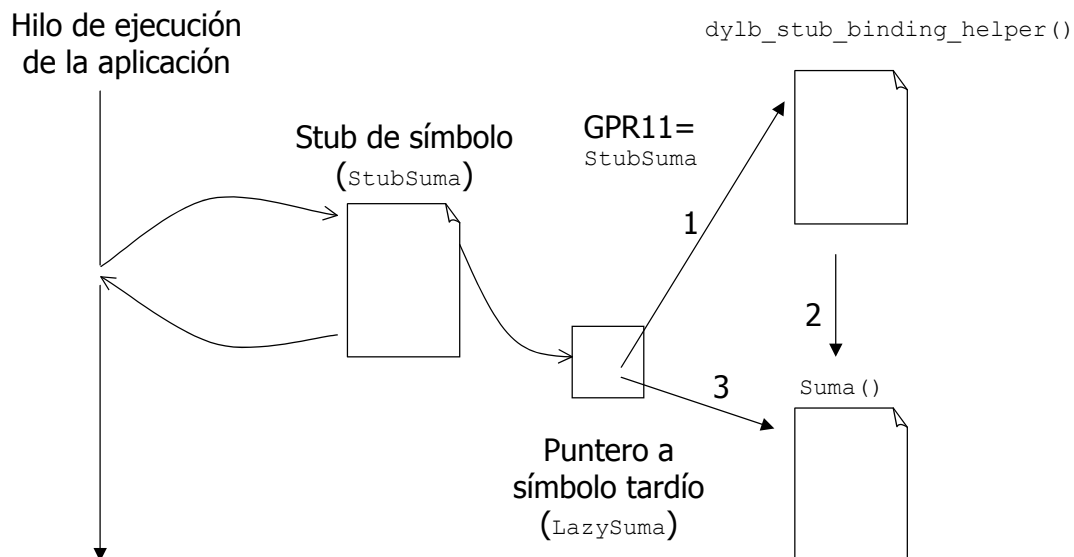 Hilo de ejecución
de la aplicación
dylb_stub_binding_helper()
Stub de símbolo
(StubSuma)
GPR11=
StubSuma
1
2
3
Suma()
Puntero a
símbolo tardío
(LazySuma)